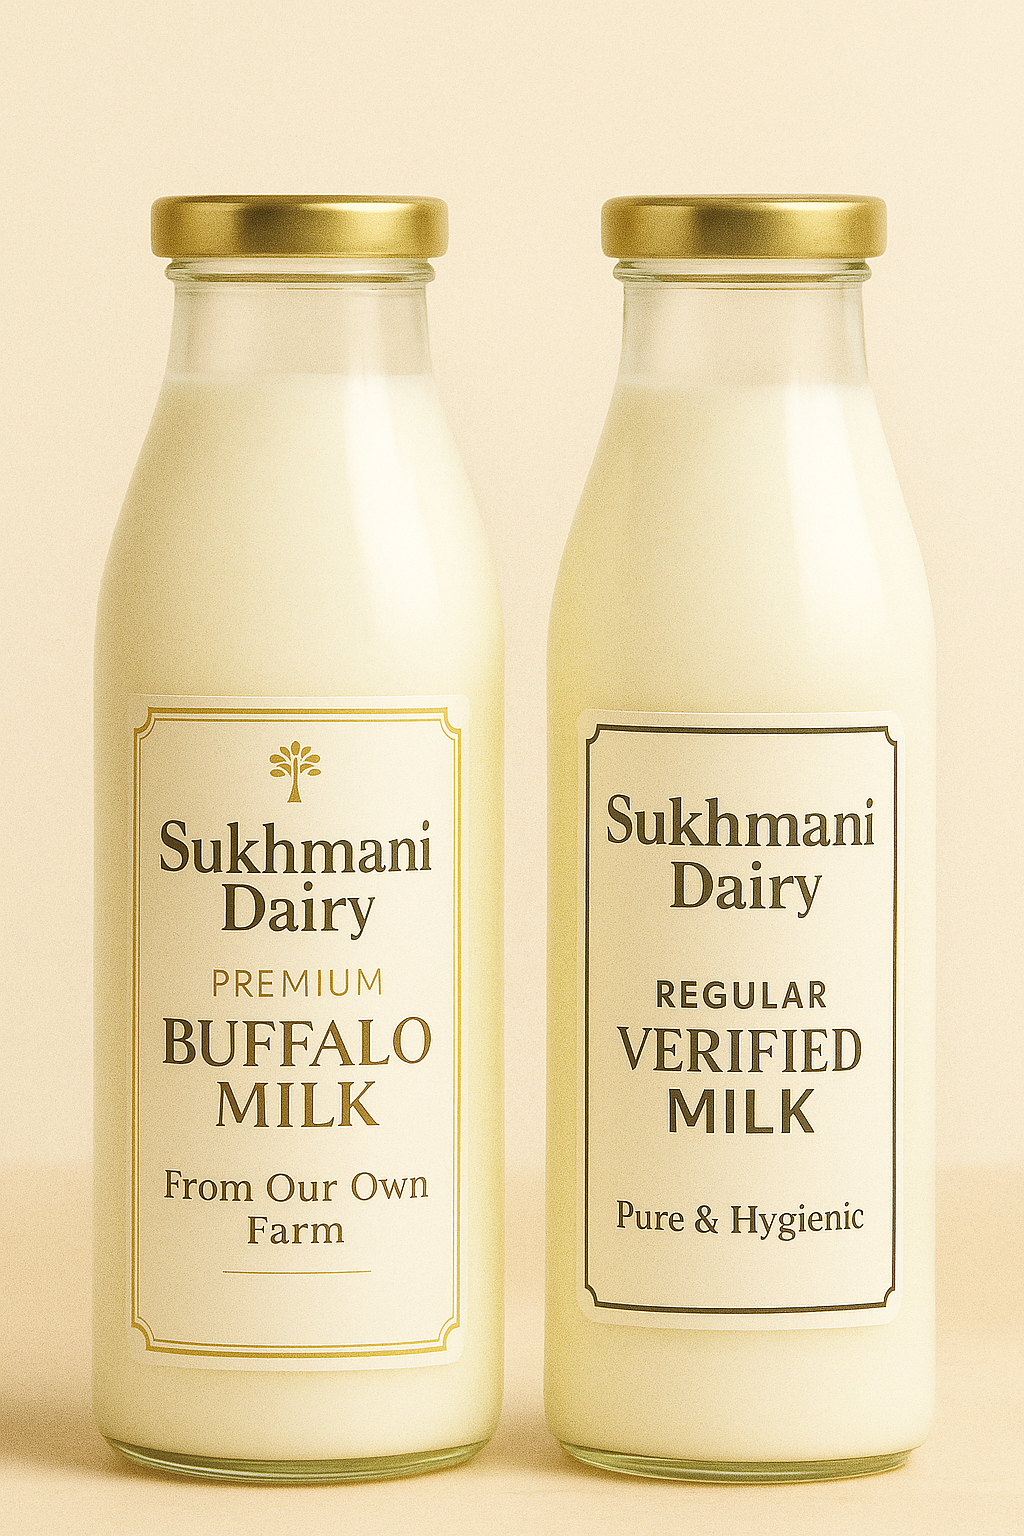 Sukhmani
Dairy
PREMIUM
BUFFALO
MILK
From Our Own
Farm
Sukhmani
Dairy
REGULAR
VERIFIED
MILK
Pure & Hygienic